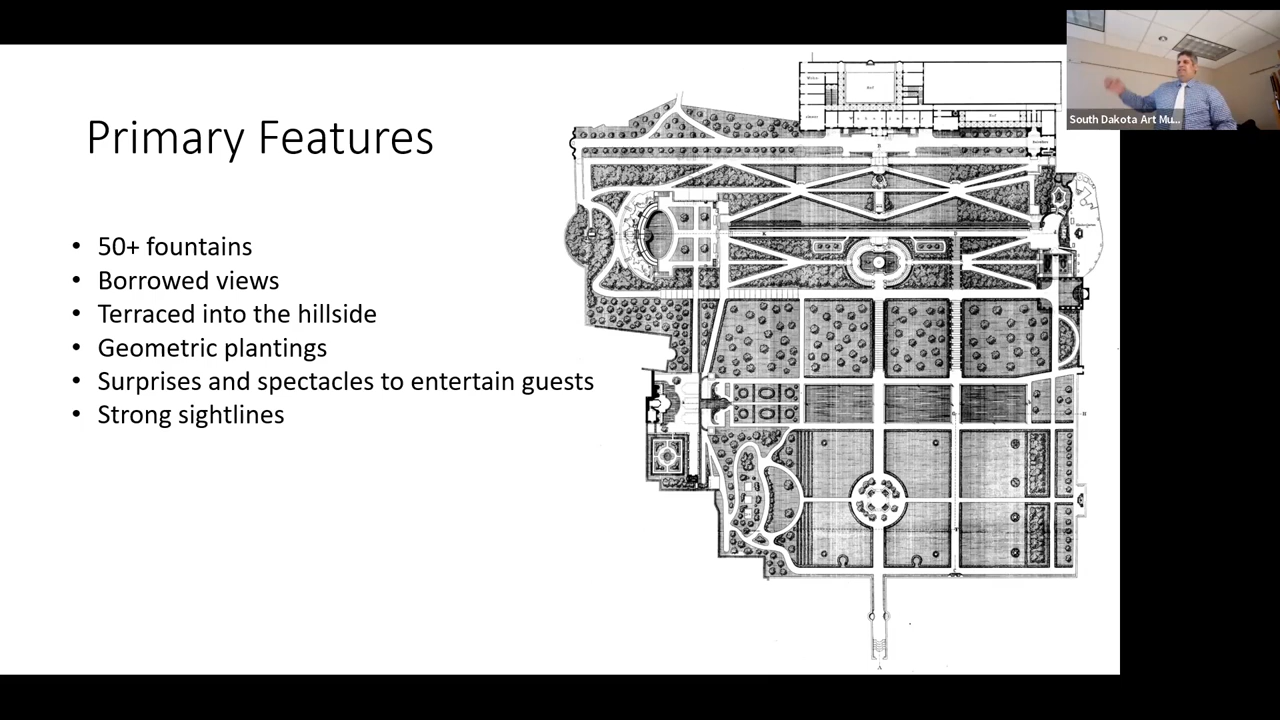 Primary Features
• 50+ fountains
• Borrowed views
• Terraced into the hillside
• Geometric plantings
• Surprises and spectacles to entertain guests
• Strong sightlines
South Dakota Art Mu...